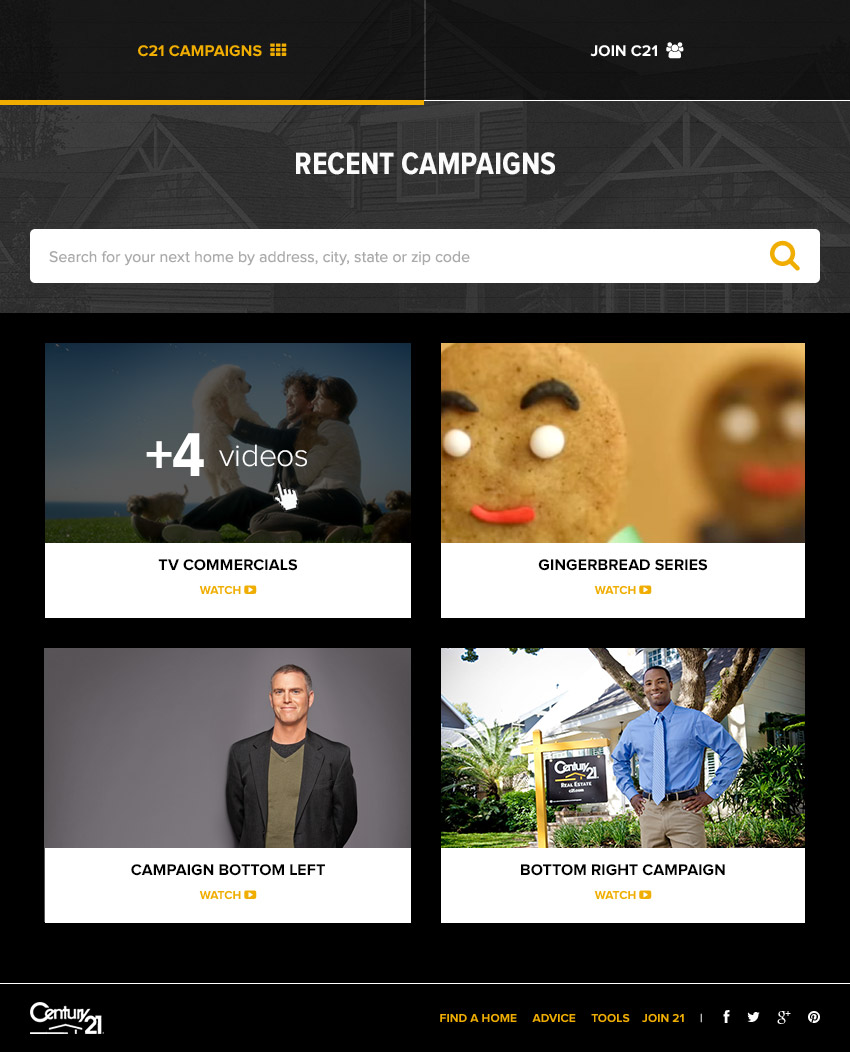 C21 CAMPAIGNS
JOIN C21
RECENT CAMPAIGNS
Search for your next home by address, city, state or zip code
+4 videos
TV COMMERCIALS
WATCH
GINGERBREAD SERIES
WATCH
Century 21
REAL ESTATE
c21.com
CAMPAIGN BOTTOM LEFT
WATCH
BOTTOM RIGHT CAMPAIGN
WATCH
Century 21
FIND A HOME ADVICE TOOLS JOIN 21 | f g+